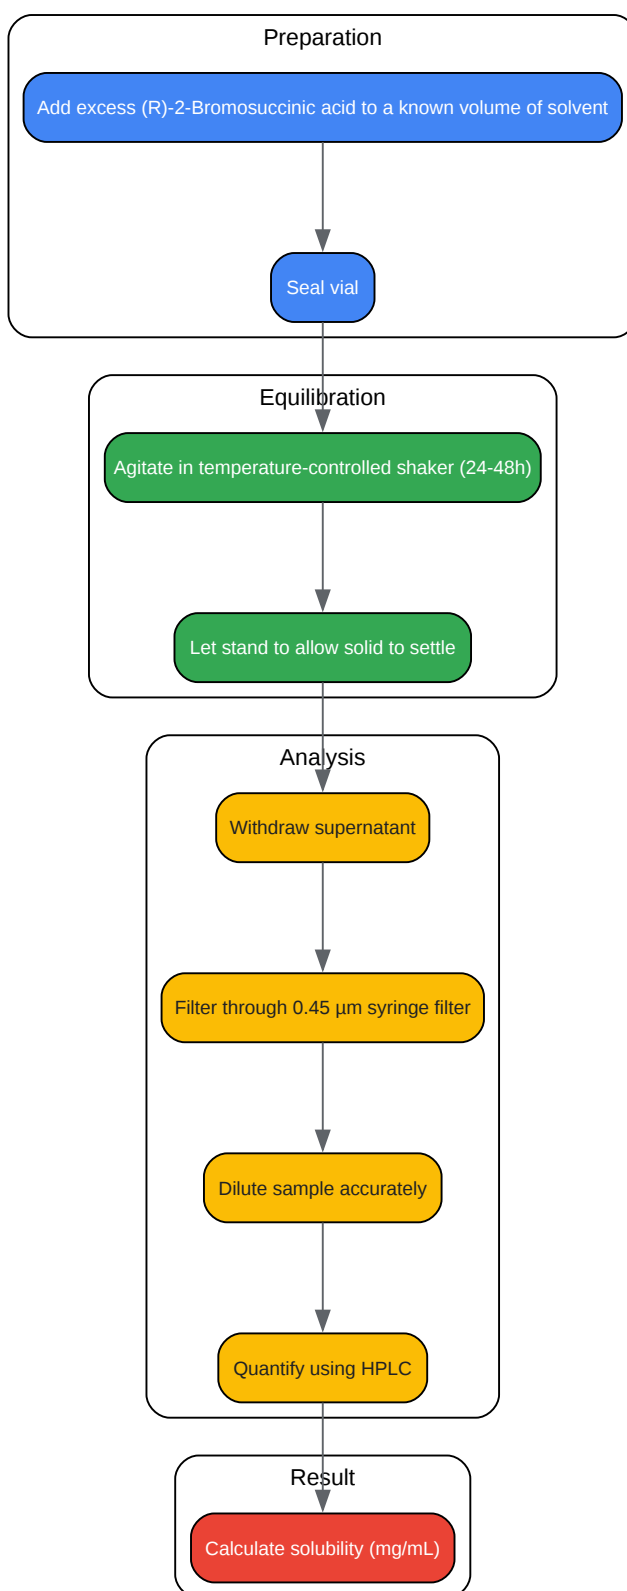 Preparation
Add excess (R)-2-Bromosuccinic acid to a known volume of solvent
Seal vial
Equilibration
Agitate in temperature-controlled shaker (24-48h)
Let stand to allow solid to settle
Analysis
Withdraw supernatant
Filter through 0.45 µm syringe filter
Dilute sample accurately
Quantify using HPLC
Result
Calculate solubility (mg/mL)